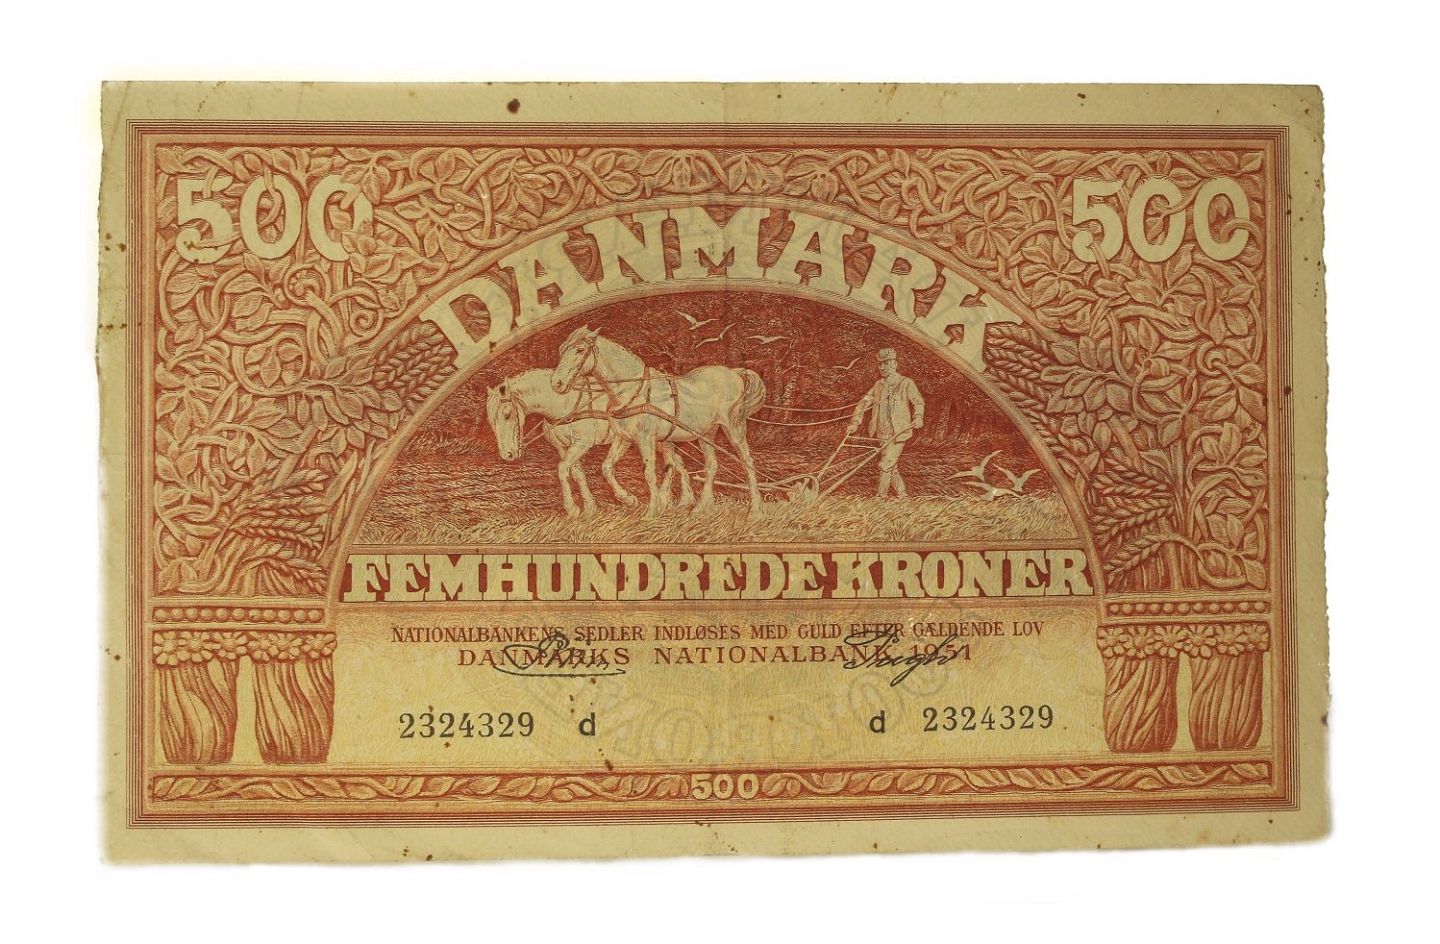 500 500
DANMARK
FEMHUNDREDE KRONER
NATIONALBANKENS SEDLER INDLØSES MED GULD EFTER GÆLDENDE LOV
DANMARKS NATIONALBANK 1951
2324329 d d 2324329
500